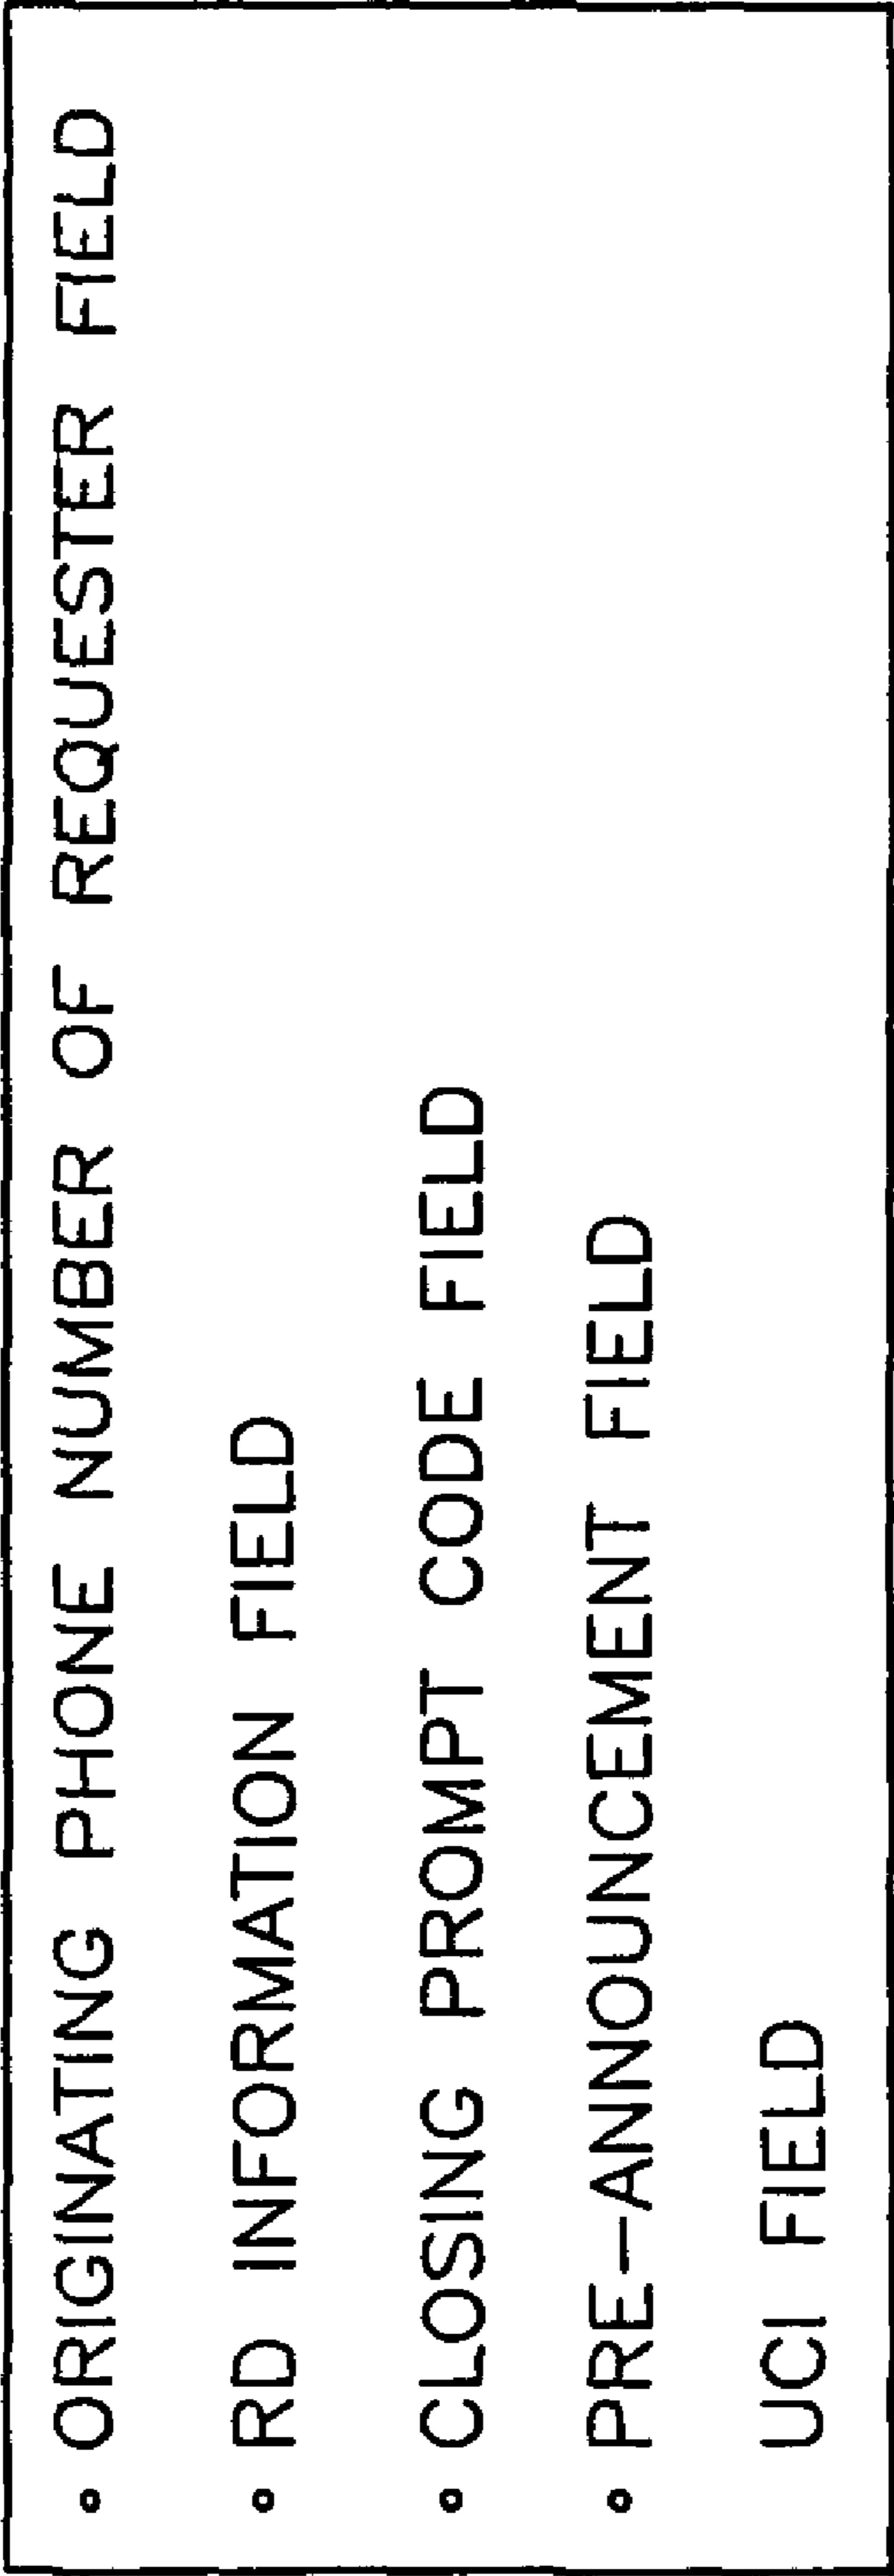 • ORIGINATING PHONE NUMBER OF REQUESTER FIELD
• RD INFORMATION FIELD
• CLOSING PROMPT CODE FIELD
• PRE-ANNOUNCEMENT FIELD
UCI FIELD